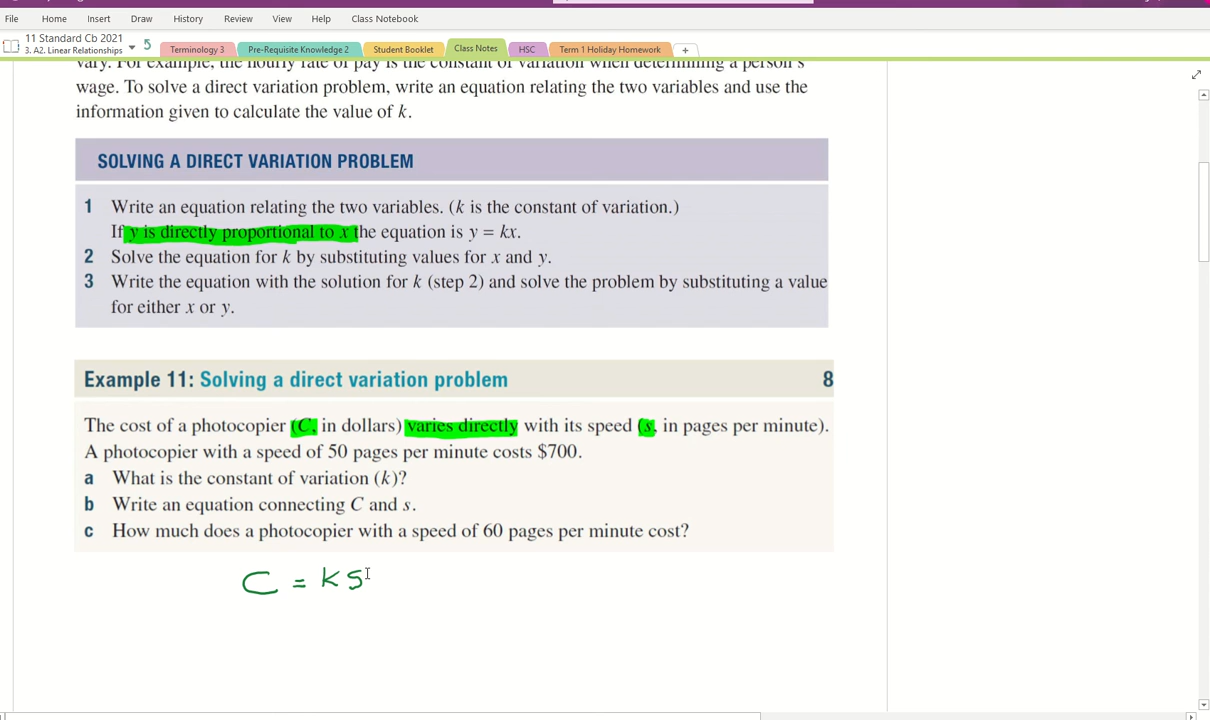 File Home Insert Draw History Review View Help Class Notebook
11 Standard Cb 2021
3. A2. Linear Relationships 5 Terminology 3 Pre-Requisite Knowledge 2 Student Booklet Class Notes HSC Term 1 Holiday Homework +
vary. For example, the hourly rate of pay is the constant of variation when determining a person's
wage. To solve a direct variation problem, write an equation relating the two variables and use the
information given to calculate the value of k.
SOLVING A DIRECT VARIATION PROBLEM
1 Write an equation relating the two variables. (k is the constant of variation.)
If y is directly proportional to x the equation is y = kx.
2 Solve the equation for k by substituting values for x and y.
3 Write the equation with the solution for k (step 2) and solve the problem by substituting a value
for either x or y.
Example 11: Solving a direct variation problem 8
The cost of a photocopier (C, in dollars) varies directly with its speed (s, in pages per minute).
A photocopier with a speed of 50 pages per minute costs $700.
a What is the constant of variation (k)?
b Write an equation connecting C and s.
c How much does a photocopier with a speed of 60 pages per minute cost?
C = ks